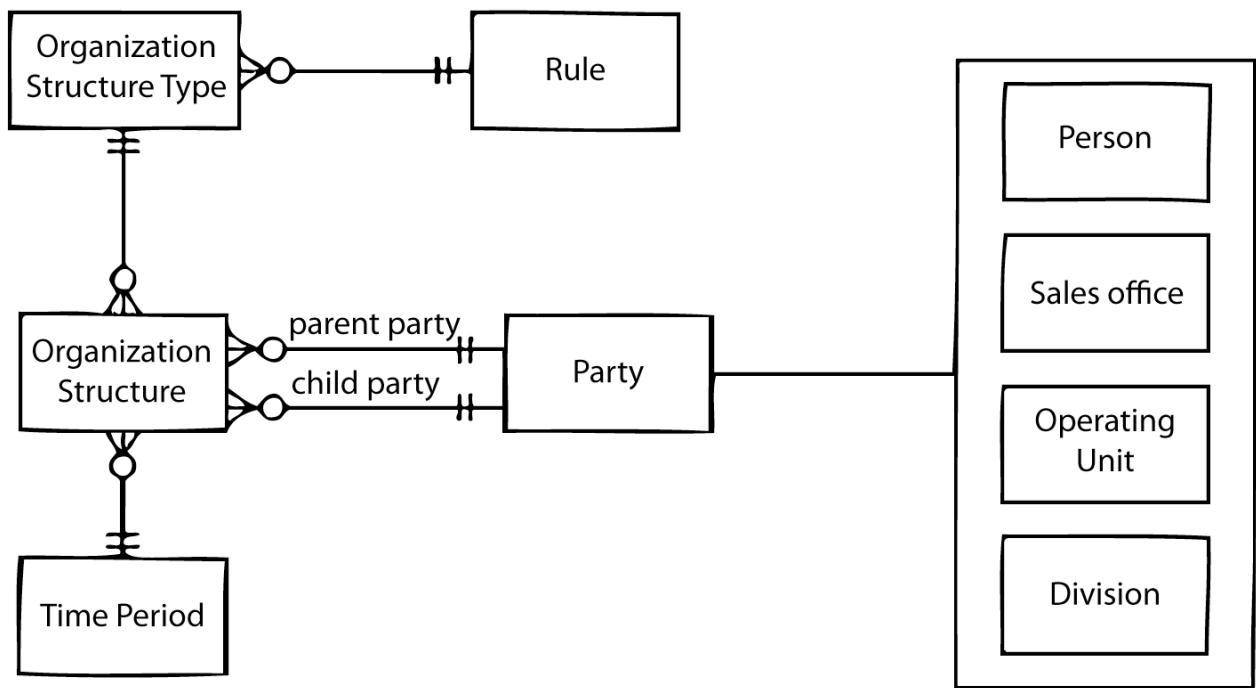 Organization
Structure Type
Rule
Person
Sales office
Organization
Structure
parent party
child party
Party
Operating
Unit
Time Period
Division